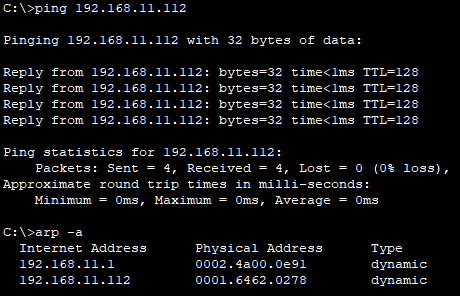 C:\>ping 192.168.11.112
Pinging 192.168.11.112 with 32 bytes of data:
Reply from 192.168.11.112: bytes=32 time<1ms TTL=128
Reply from 192.168.11.112: bytes=32 time<1ms TTL=128
Reply from 192.168.11.112: bytes=32 time<1ms TTL=128
Reply from 192.168.11.112: bytes=32 time<1ms TTL=128
Ping statistics for 192.168.11.112:
    Packets: Sent = 4, Received = 4, Lost = 0 (0% loss),
Approximate round trip times in milli-seconds:
    Minimum = 0ms, Maximum = 0ms, Average = 0ms
C:\>arp -a
  Internet Address      Physical Address      Type
  192.168.11.1          0002.4a00.0e91        dynamic
  192.168.11.112        0001.6462.0278        dynamic